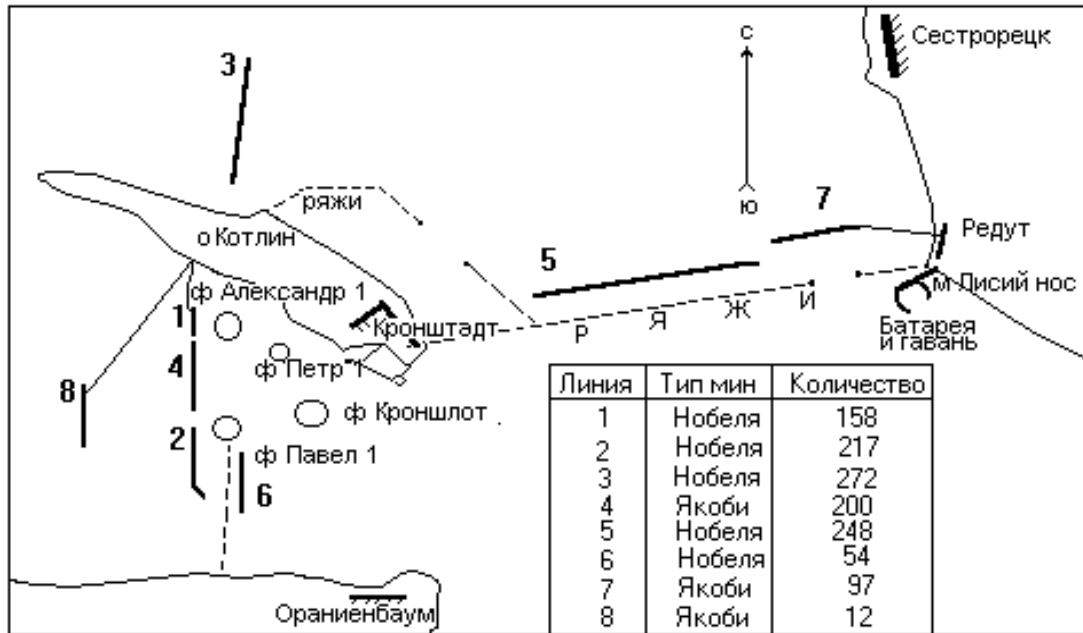 С
Сестрорецк
3
ряжи
ю
7
о Котлин
5
Редут
ф Александр 1
м Лисий нос
1
Кронштадт
Р Я Ж И
Батарея
и гавань
4
ф Петр 1
8
ф Кроншлот
2
ф Павел 1
6
Ораниенбаум
Линия Тип мин Количество
1 Нобеля 158
2 Нобеля 217
3 Нобеля 272
4 Якоби 200
5 Нобеля 248
6 Нобеля 54
7 Якоби 97
8 Якоби 12